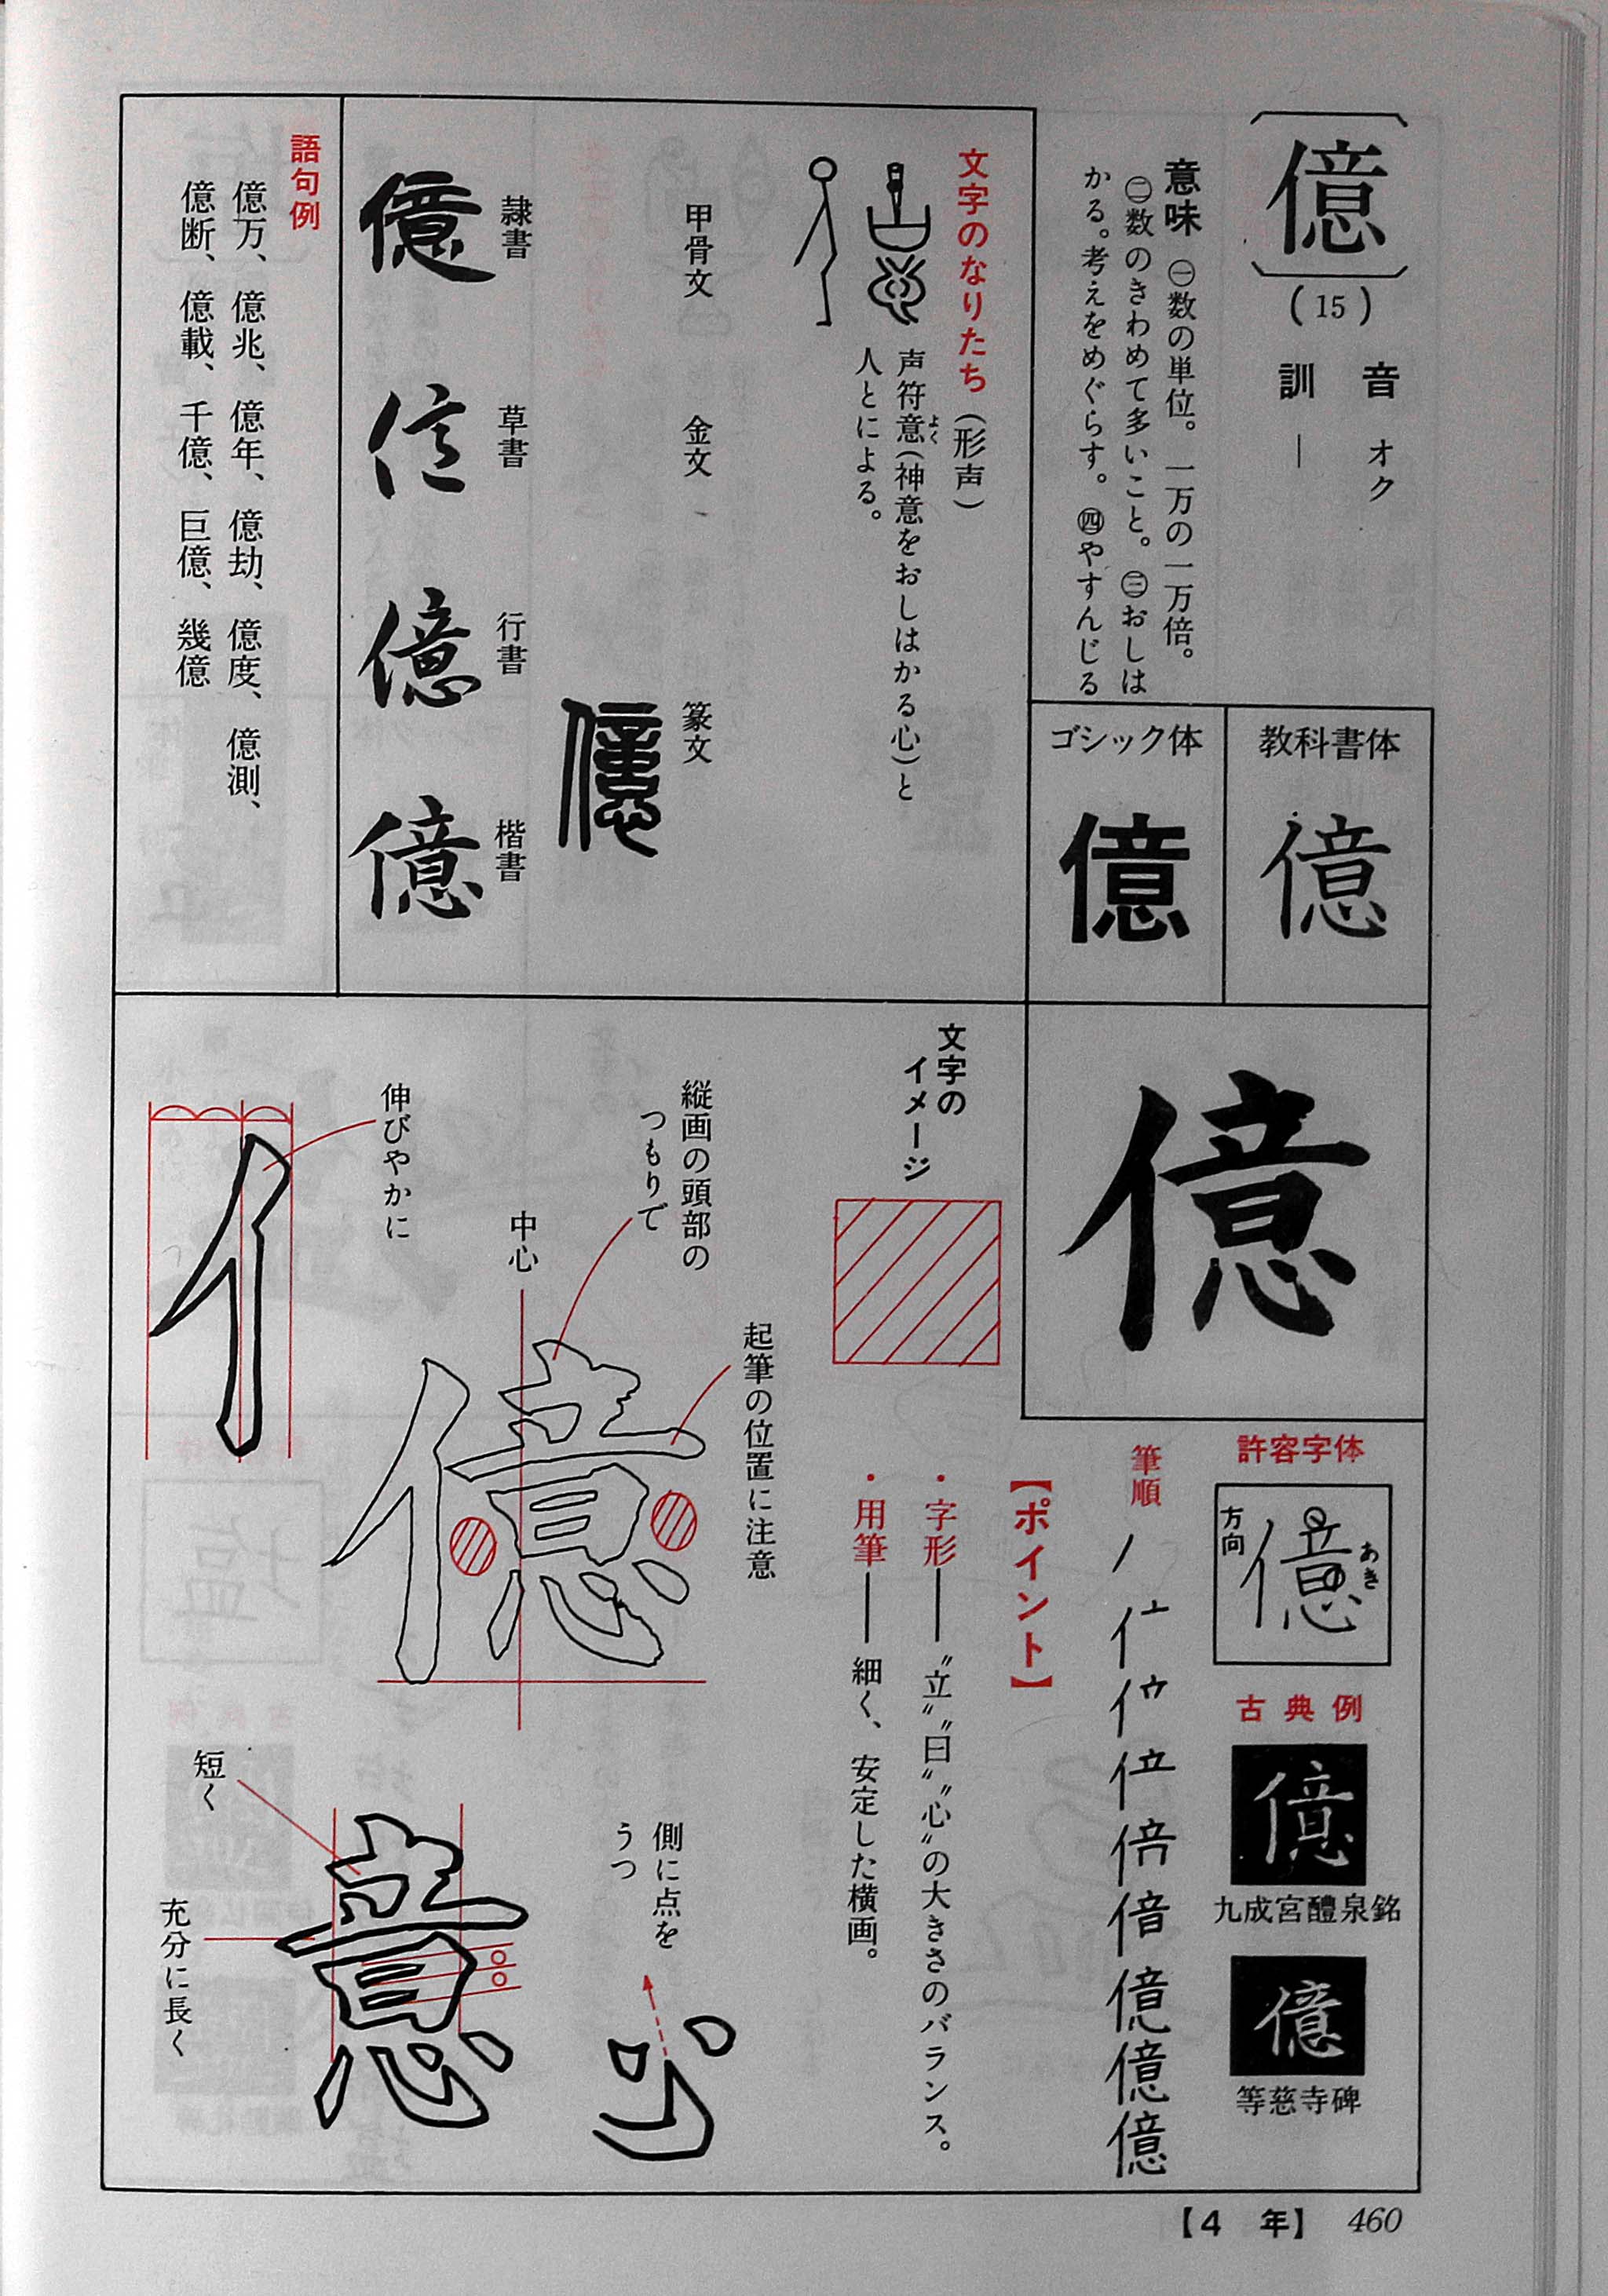 億
(15)
音 オク
訓 ―
意味 ㊀数の単位。一万の一万倍。
㊁数のきわめて多いこと。㊂おしは
かる。考えをめぐらす。㊃やすんじる
教科書体
億
ゴシック体
億
文字のなりたち(形声)
声符意(神意をおしはかる心)と
よく
人とによる。
甲骨文
金文
篆文
億
隷書
億
草書
億
行書
億
楷書
億
語句例
億万、億兆、億年、億劫、億度、億測、
億断、億載、千億、巨億、幾億
億
許容字体
億
あき
方向
古典例
億
九成宮醴泉銘
億
等慈寺碑
筆順
億億億
【ポイント】
・字形――〝立〟〝日〟〝心〟の大きさのバランス。
・用筆――細く、安定した横画。
文字の
イメージ
起筆の位置に注意
縦画の頭部の
つもりで
中心
億
伸びやかに
イ
側に点を
うつ
心
短く
充分に長く
意
【4 年】 460